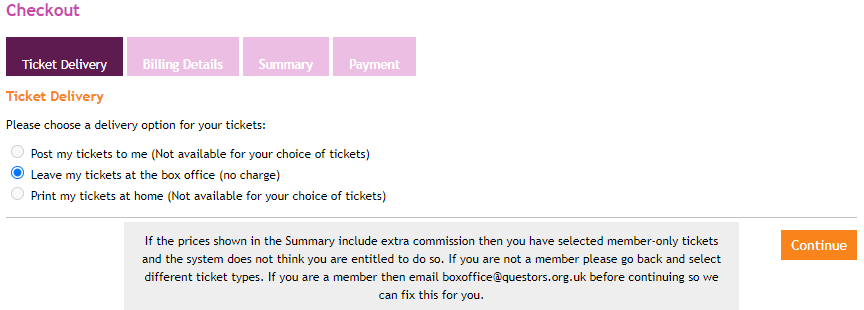 Checkout
Ticket Delivery
Billing Details
Summary
Payment
Ticket Delivery
Please choose a delivery option for your tickets:
Post my tickets to me (Not available for your choice of tickets)
Leave my tickets at the box office (no charge)
Print my tickets at home (Not available for your choice of tickets)
If the prices shown in the Summary include extra commission then you have selected member-only tickets
and the system does not think you are entitled to do so. If you are not a member please go back and select
different ticket types. If you are a member then email boxoffice@questors.org.uk before continuing so we
can fix this for you.
Continue